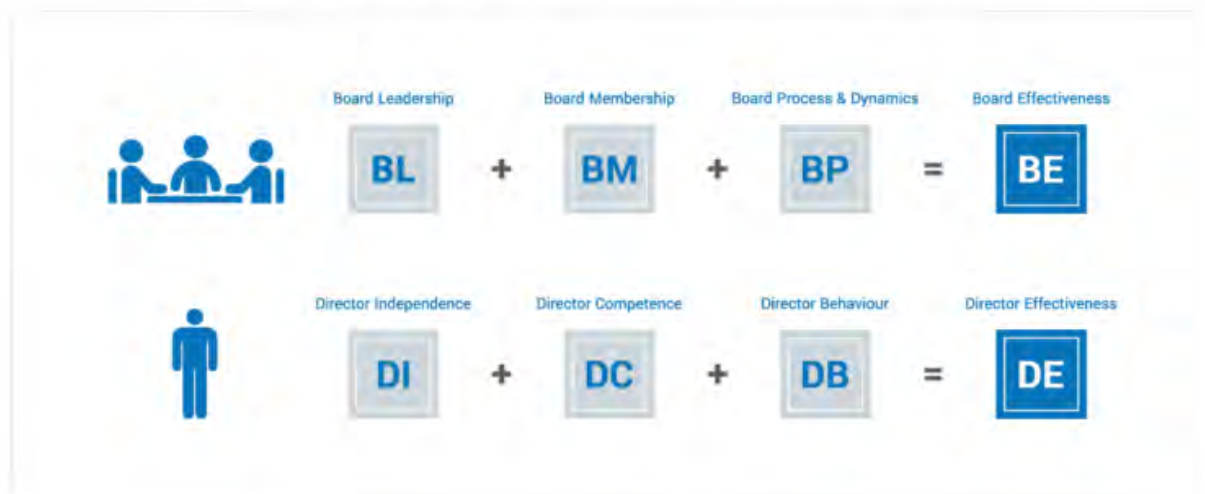 Board Leadership Board Membership Board Process & Dynamics Board Effectiveness
BL + BM + BP = BE
Director Independence Director Competence Director Behaviour Director Effectiveness
DI + DC + DB = DE